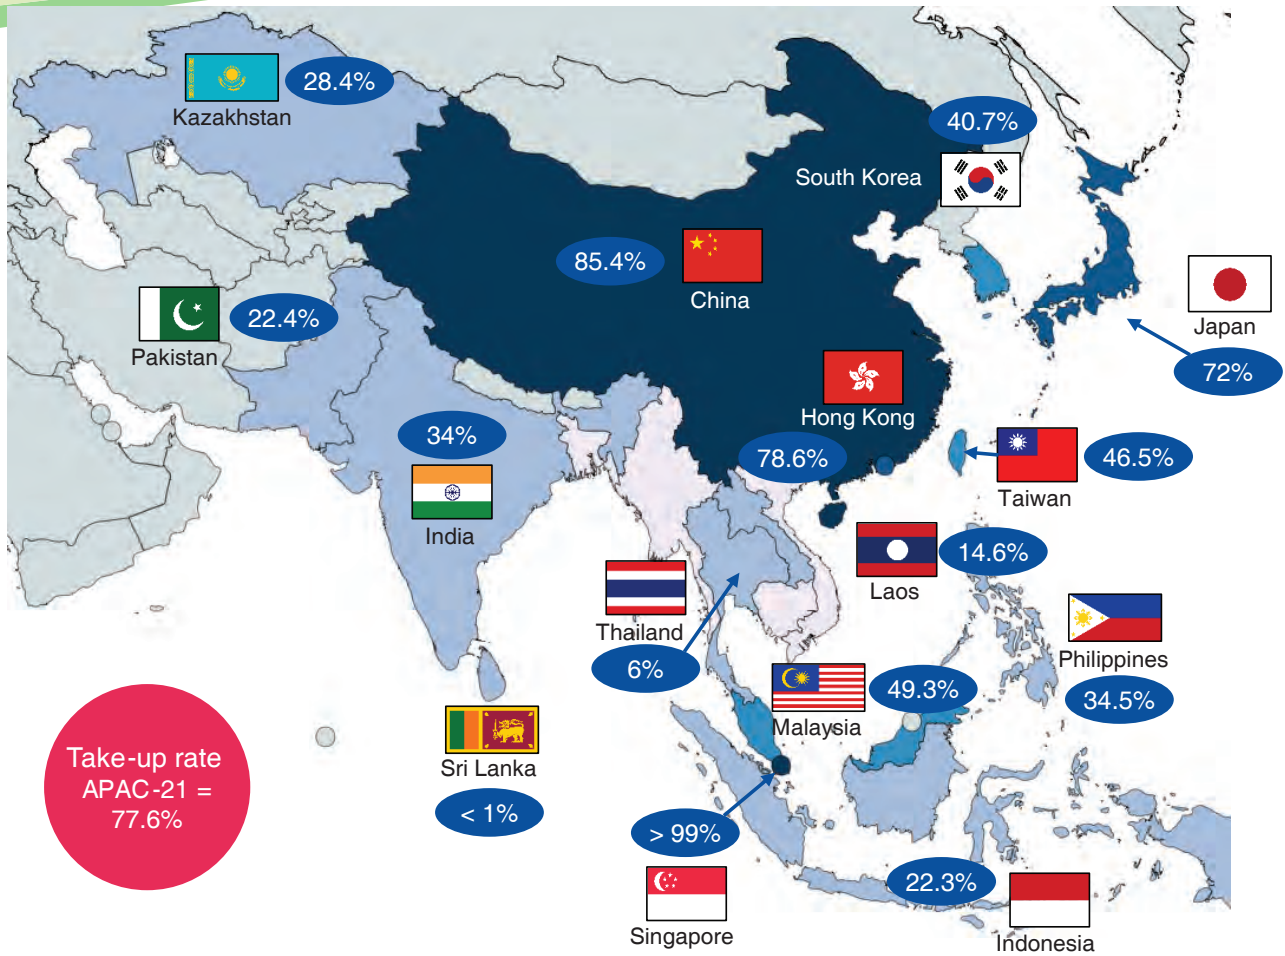 28.4%
Kazakhstan
40.7%
South Korea
85.4%
China
22.4%
Pakistan
Japan
72%
Hong Kong
78.6%
34%
India
46.5%
Taiwan
14.6%
Laos
Thailand
6%
Philippines
34.5%
49.3%
Malaysia
Sri Lanka
< 1%
Take-up rate
APAC-21 =
77.6%
> 99%
Singapore
22.3%
Indonesia